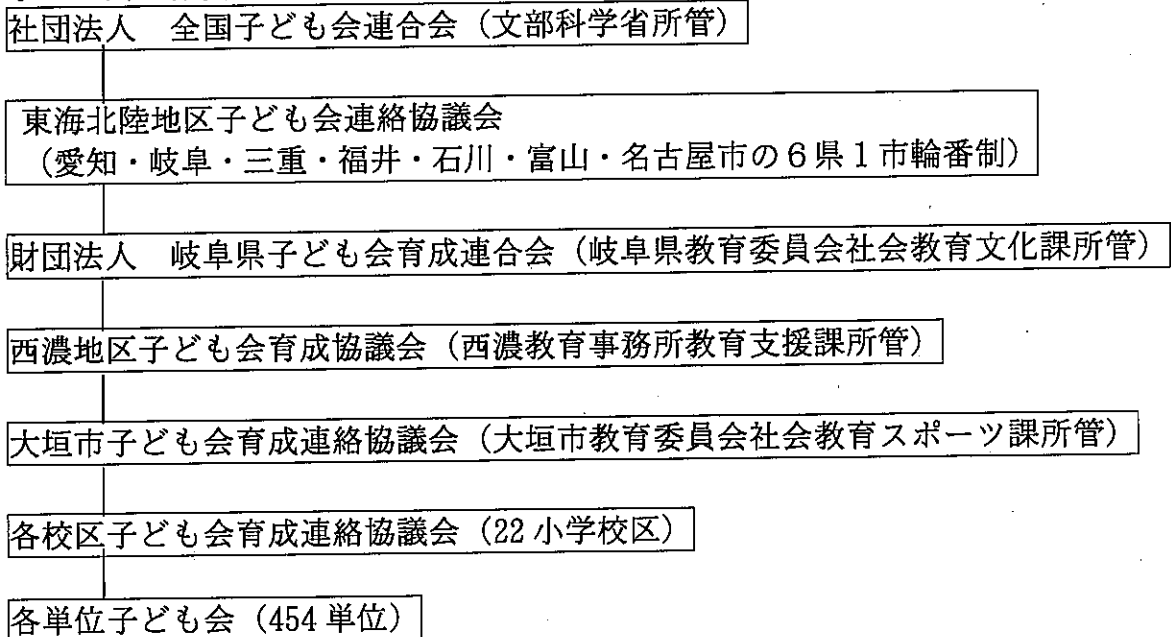 社団法人　全国子ども会連合会（文部科学省所管）
東海北陸地区子ども会連絡協議会
（愛知・岐阜・三重・福井・石川・富山・名古屋市の６県１市輪番制）
財団法人　岐阜県子ども会育成連合会（岐阜県教育委員会社会教育文化課所管）
西濃地区子ども会育成協議会（西濃教育事務所教育支援課所管）
大垣市子ども会育成連絡協議会（大垣市教育委員会社会教育スポーツ課所管）
各校区子ども会育成連絡協議会（22小学校区）
各単位子ども会（454単位）